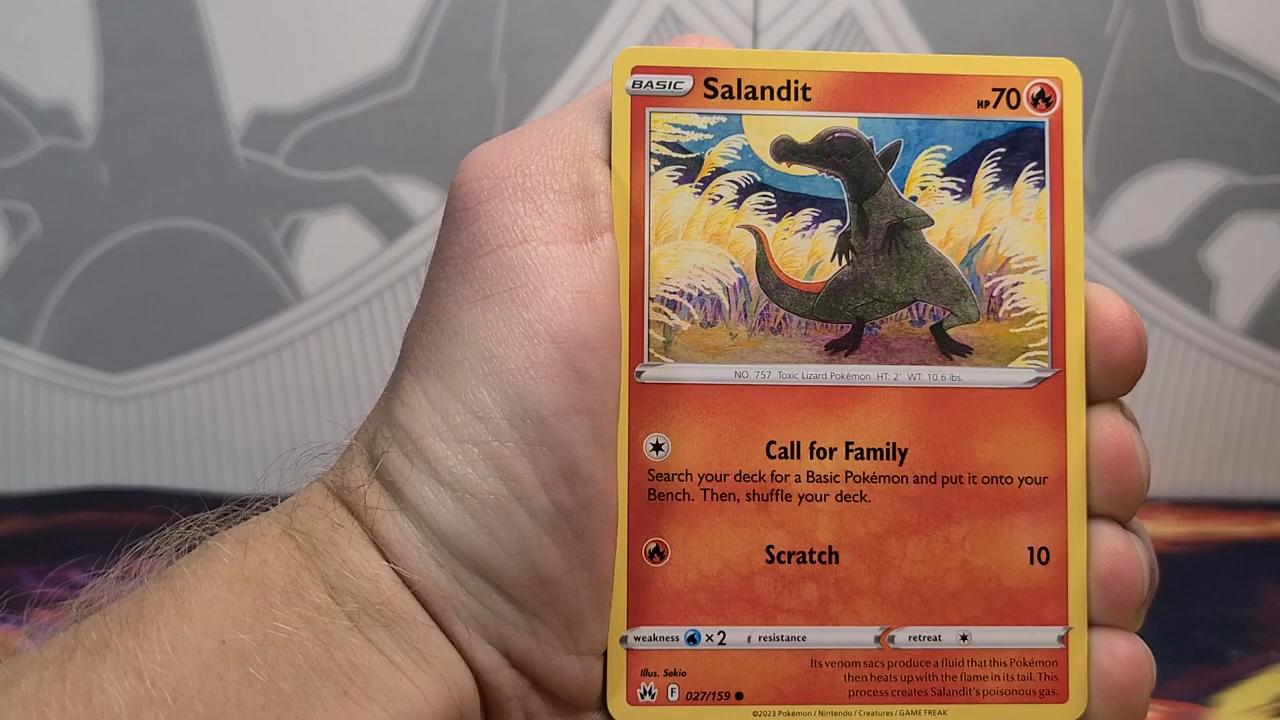 BASIC Salandit HP 70
NO. 757 Toxic Lizard Pokémon HT: 2' WT: 10.6 lbs.
Call for Family
Search your deck for a Basic Pokémon and put it onto your
Bench. Then, shuffle your deck.
Scratch 10
weakness ×2 resistance retreat
Its venom sacs produce a fluid that this Pokémon
then heats up with the flame in its tail. This
process creates Salandit's poisonous gas.
Illus. Sekio
F 027/159
©2023 Pokémon / Nintendo / Creatures / GAME FREAK